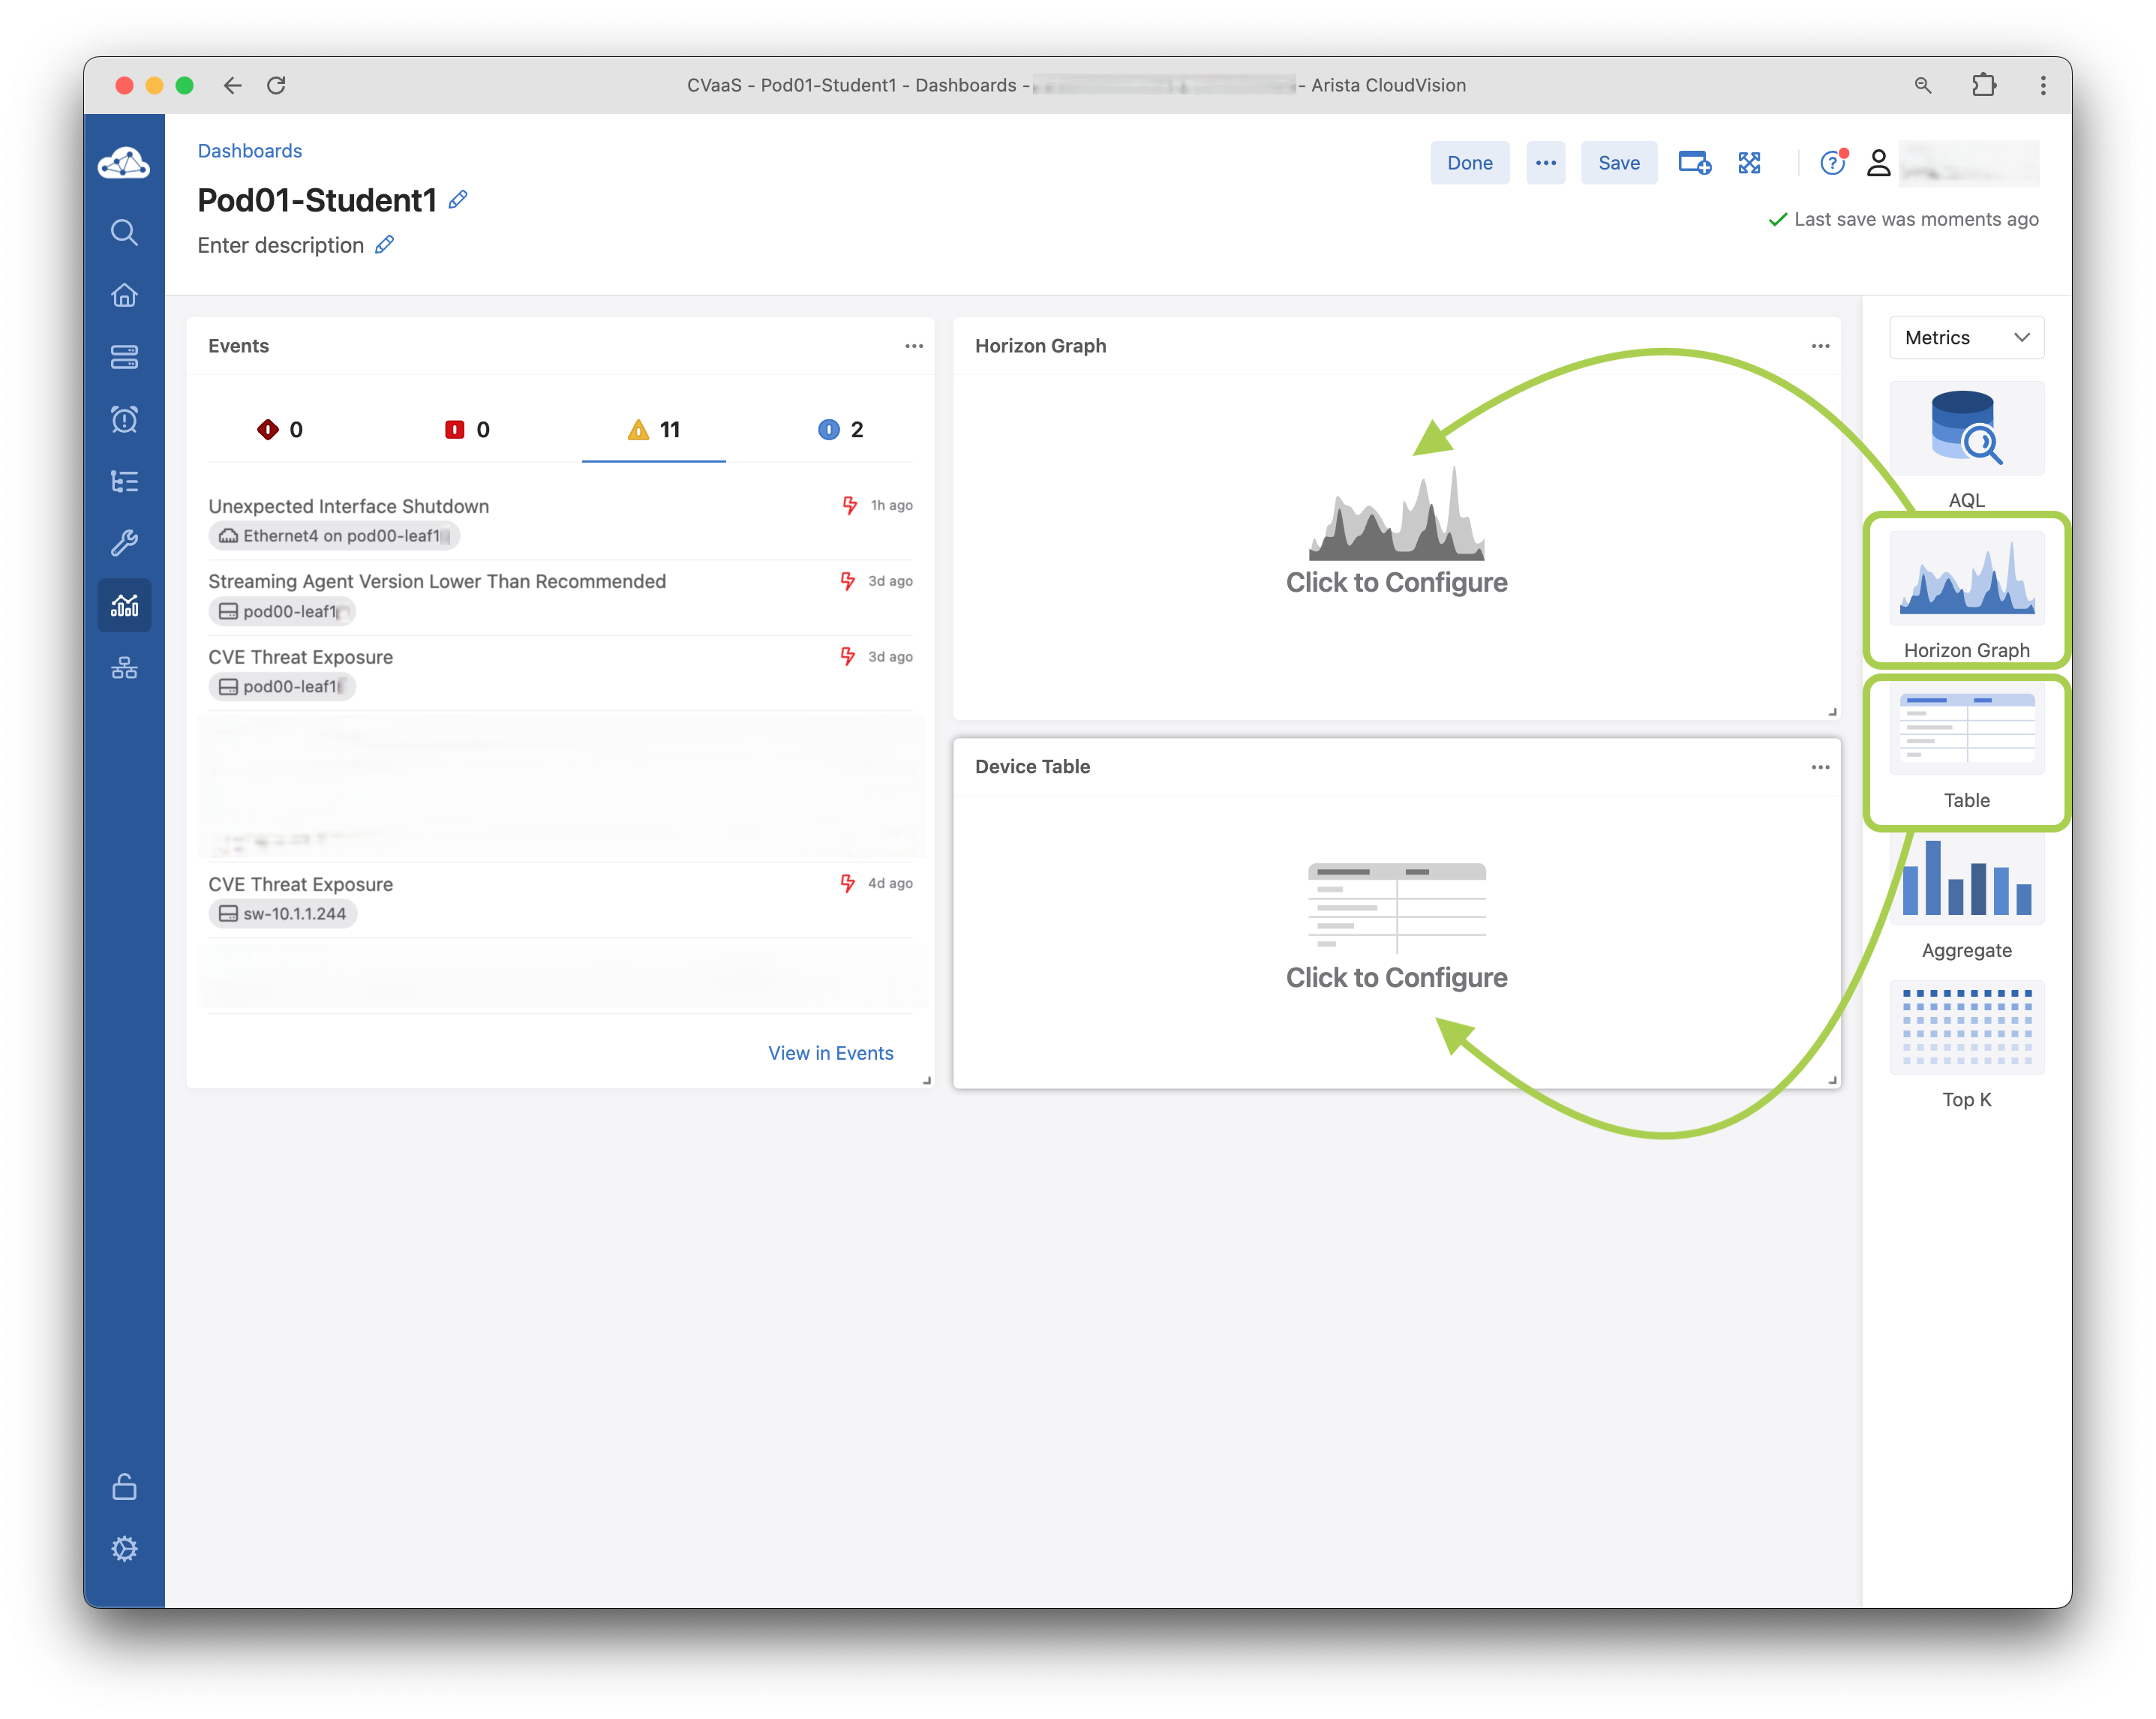 CVaaS - Pod01-Student1 - Dashboards - - Arista CloudVision
Dashboards
Done
Save
Pod01-Student1
Last save was moments ago
Enter description
Events
0
0
11
2
Unexpected Interface Shutdown
1h ago
Ethernet4 on pod00-leaf1
Streaming Agent Version Lower Than Recommended
3d ago
pod00-leaf1
CVE Threat Exposure
3d ago
pod00-leaf1
CVE Threat Exposure
4d ago
sw-10.1.1.244
View in Events
Horizon Graph
Click to Configure
Device Table
Click to Configure
Metrics
AQL
Horizon Graph
Table
Aggregate
Top K